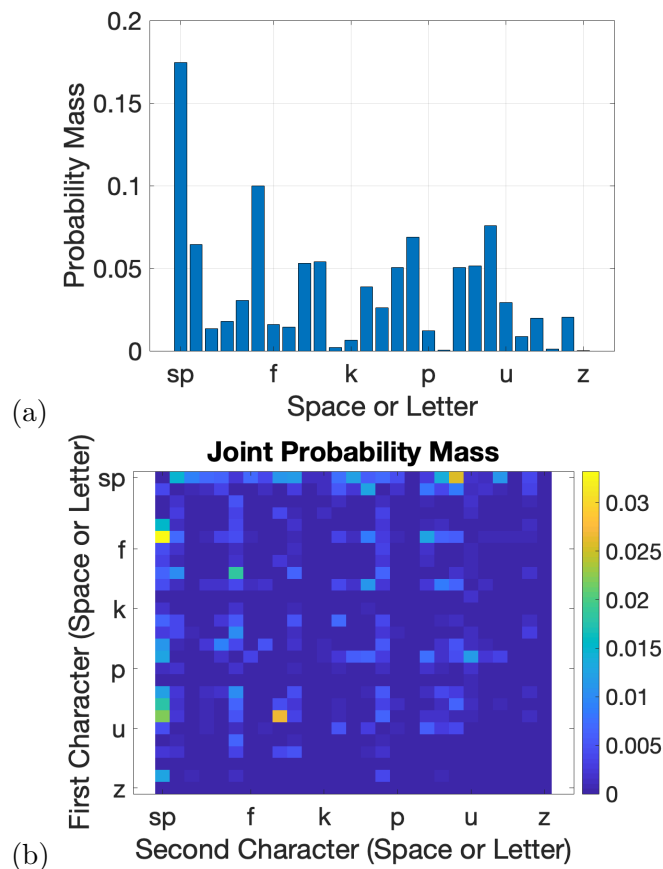 0.2
0.15
0.1
0.05
0
Probability Mass
sp f k p u z
Space or Letter
(a)
Joint Probability Mass
sp
f
k
p
u
z
First Character (Space or Letter)
sp f k p u z
Second Character (Space or Letter)
0.03
0.025
0.02
0.015
0.01
0.005
0
(b)